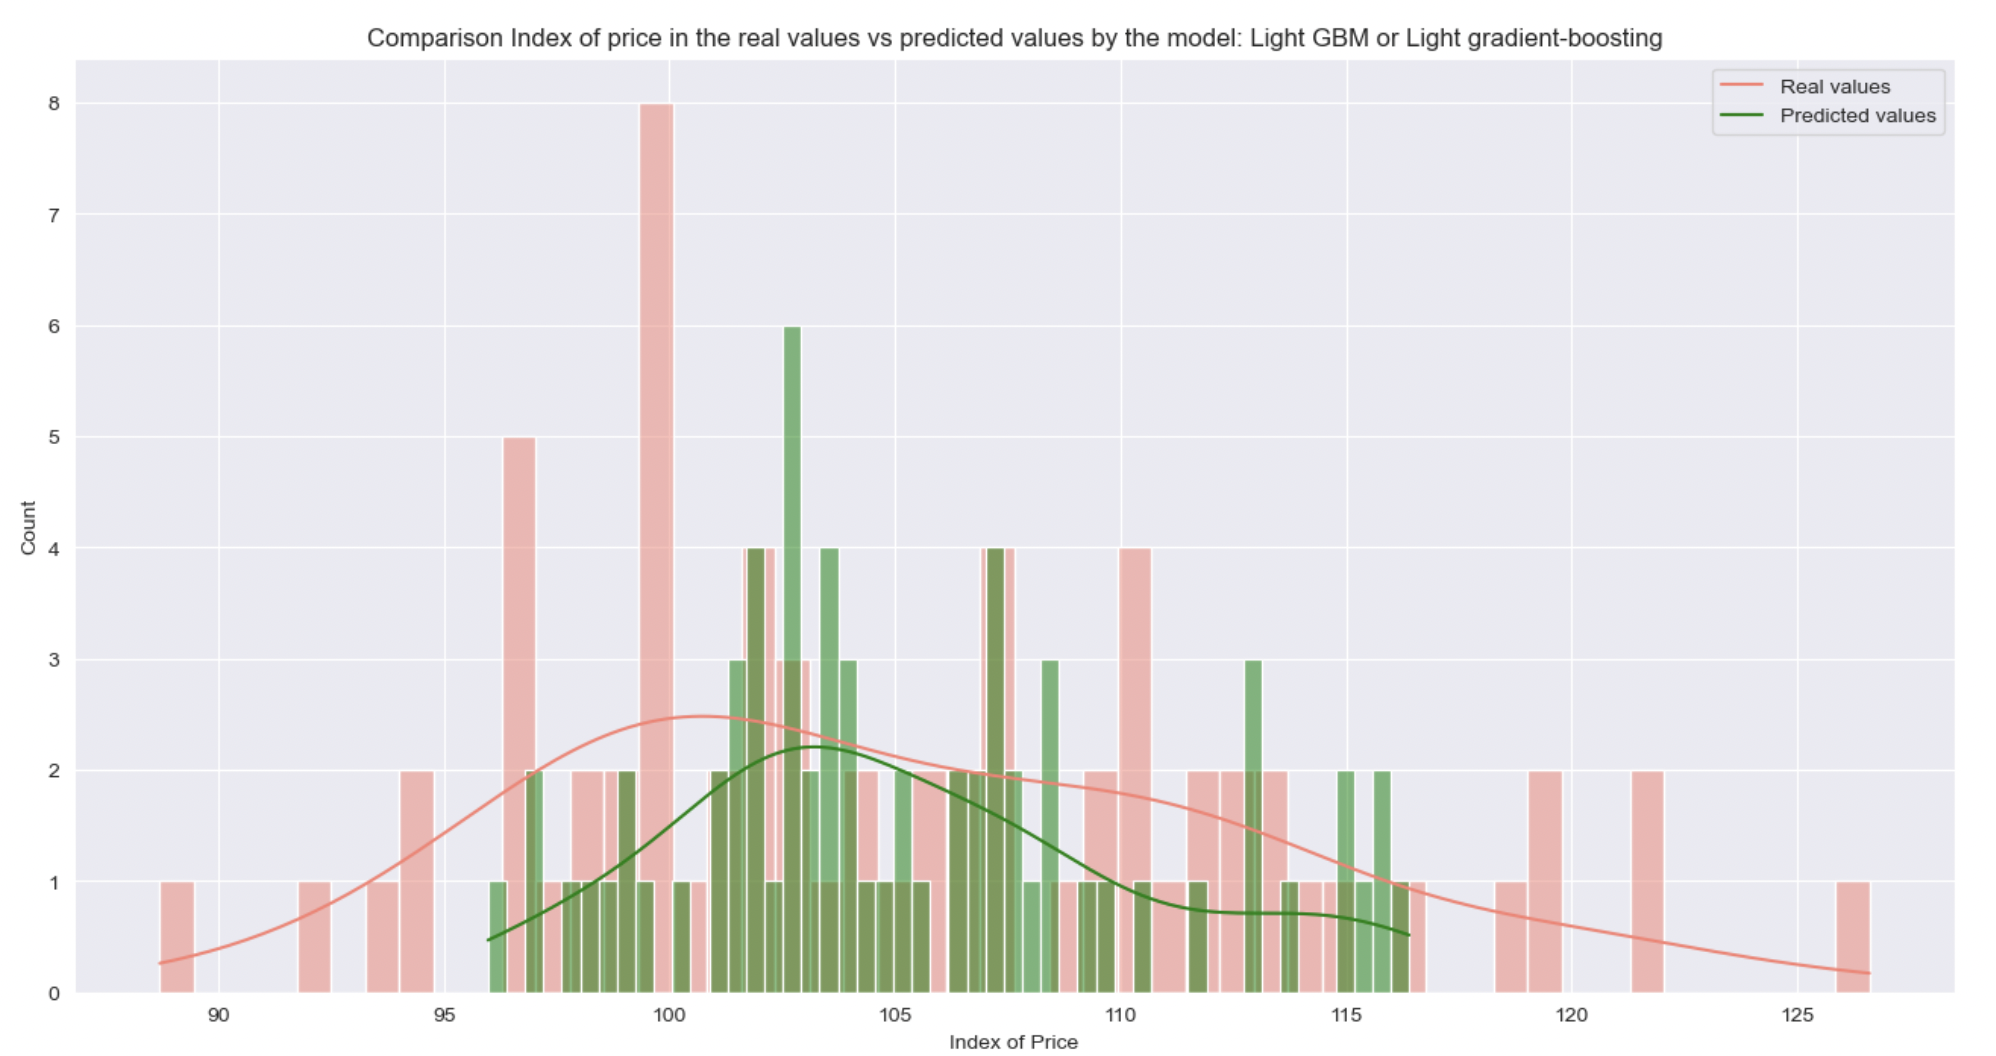 Comparison Index of price in the real values vs predicted values by the model: Light GBM or Light gradient-boosting
Real values
Predicted values
8
7
6
5
4
3
2
1
0
Count
90 95 100 105 110 115 120 125
Index of Price